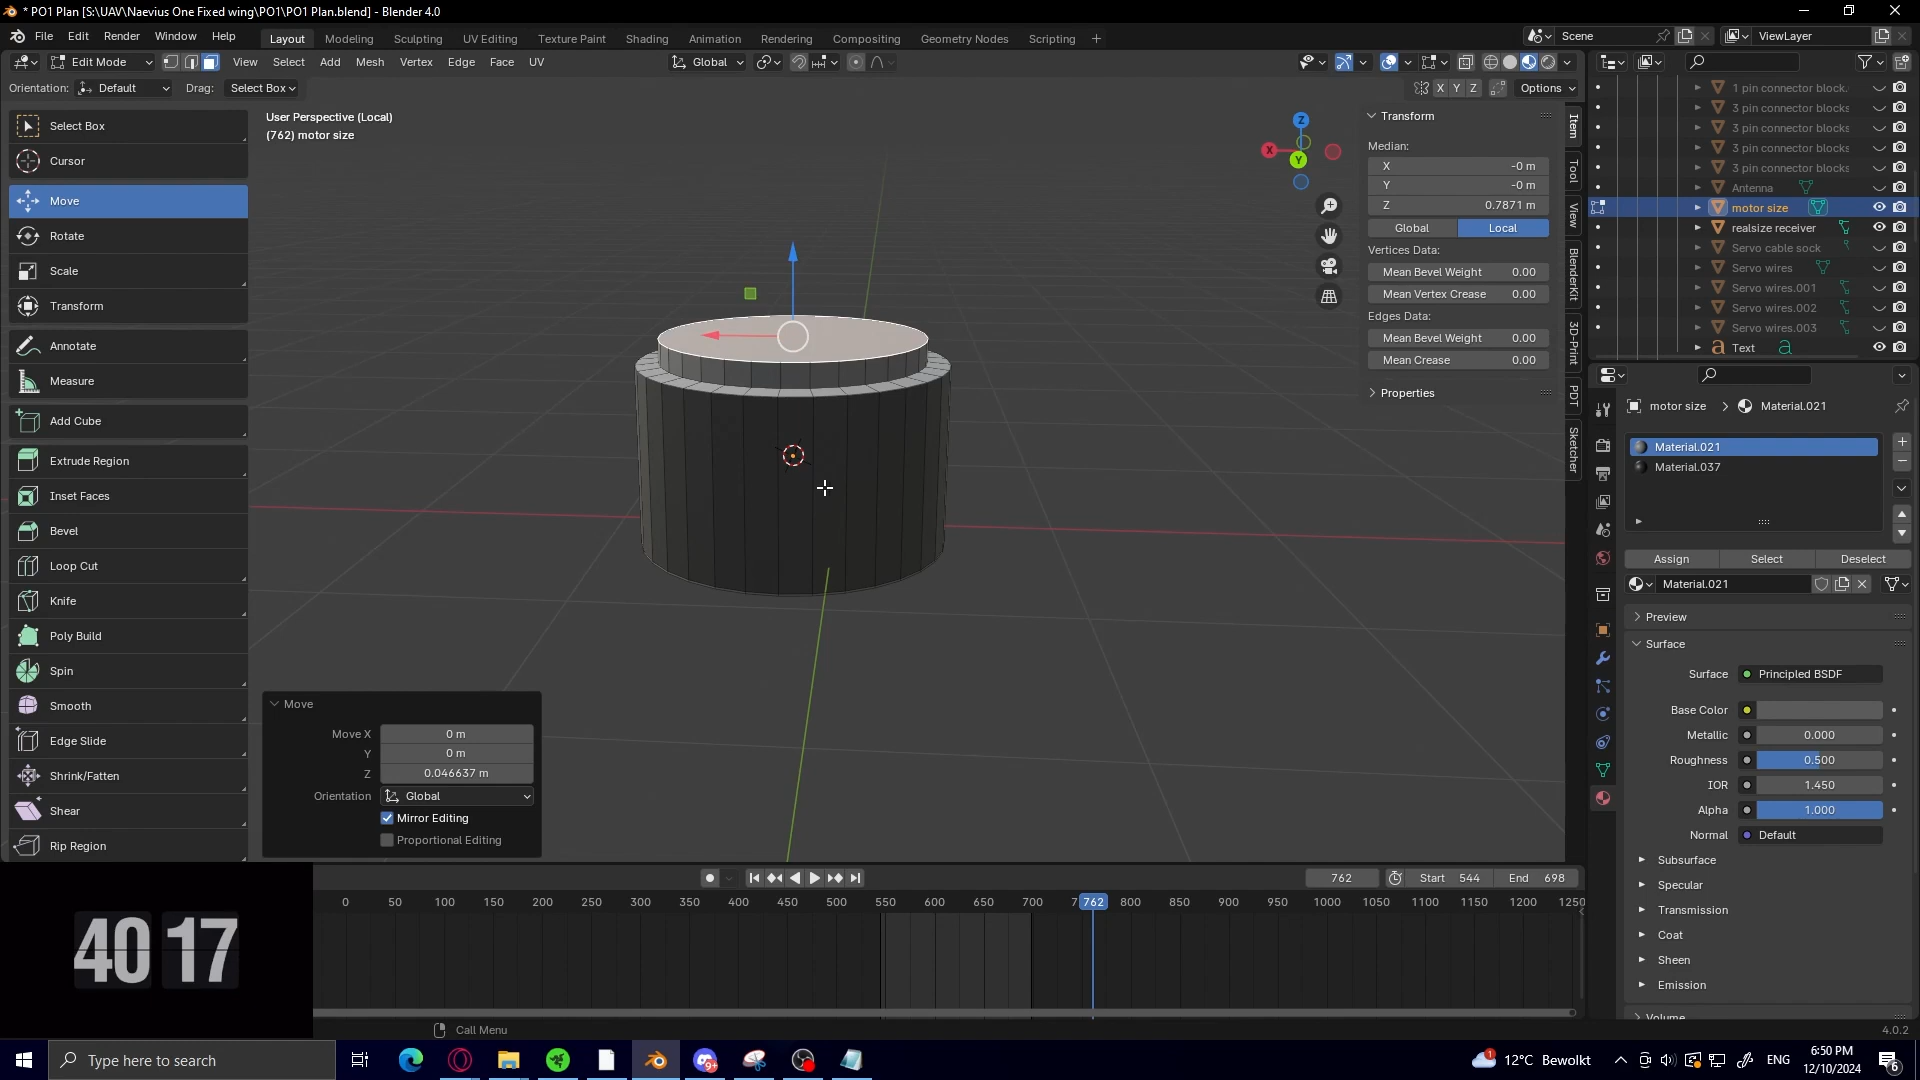 * PO1 Plan [S:\UAV\Naevius One Fixed wing\PO1\PO1 Plan.blend] - Blender 4.0
File Edit Render Window Help
Layout Modeling Sculpting UV Editing Texture Paint Shading Animation Rendering Compositing Geometry Nodes Scripting +
Scene ViewLayer
Edit Mode View Select Add Mesh Vertex Edge Face UV Global
Orientation: Default Drag: Select Box X Y Z Options
Select Box
Cursor
Move
Rotate
Scale
Transform
Annotate
Measure
Add Cube
Extrude Region
Inset Faces
Bevel
Loop Cut
Knife
Poly Build
Spin
Smooth
Edge Slide
Shrink/Fatten
Shear
Rip Region
User Perspective (Local)
(762) motor size
Z
X
Y
Transform
Median:
X -0 m
Y -0 m
Z 0.7871 m
Global Local
Vertices Data:
Mean Bevel Weight 0.00
Mean Vertex Crease 0.00
Edges Data:
Mean Bevel Weight 0.00
Mean Crease 0.00
Properties
Item
Tool
View
BlenderKit
3D-Print
PDT
Sketcher
1 pin connector block.
3 pin connector blocks
3 pin connector blocks
3 pin connector blocks
3 pin connector blocks
Antenna
motor size
realsize receiver
Servo cable sock
Servo wires
Servo wires.001
Servo wires.002
Servo wires.003
Text
motor size > Material.021
Material.021
Material.037
Assign Select Deselect
Material.021
Preview
Surface
Surface Principled BSDF
Base Color
Metallic 0.000
Roughness 0.500
IOR 1.450
Alpha 1.000
Normal Default
Subsurface
Specular
Transmission
Coat
Sheen
Emission
Volume
Move
Move X 0 m
Y 0 m
Z 0.046637 m
Orientation Global
Mirror Editing
Proportional Editing
762 Start 544 End 698
0 50 100 150 200 250 300 350 400 450 500 550 600 650 700 7 762 800 850 900 950 1000 1050 1100 1150 1200 1250
40 17
Call Menu
4.0.2
Type here to search
9+
1
12°C Bewolkt
ENG
6:50 PM
12/10/2024
6